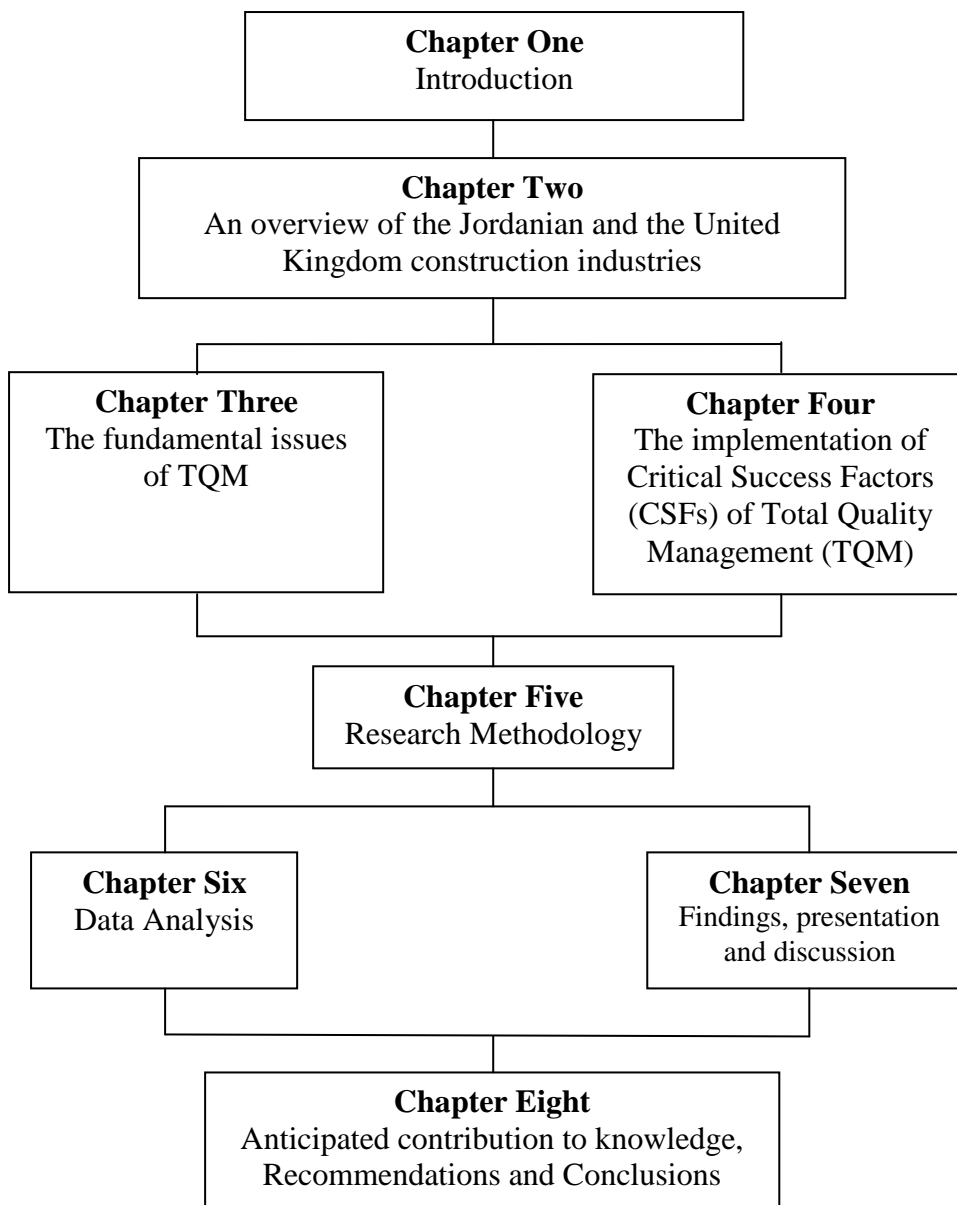 Chapter One
Introduction
Chapter Two
An overview of the Jordanian and the United
Kingdom construction industries
Chapter Three
The fundamental issues
of TQM
Chapter Four
The implementation of
Critical Success Factors
(CSFs) of Total Quality
Management (TQM)
Chapter Five
Research Methodology
Chapter Six
Data Analysis
Chapter Seven
Findings, presentation
and discussion
Chapter Eight
Anticipated contribution to knowledge,
Recommendations and Conclusions